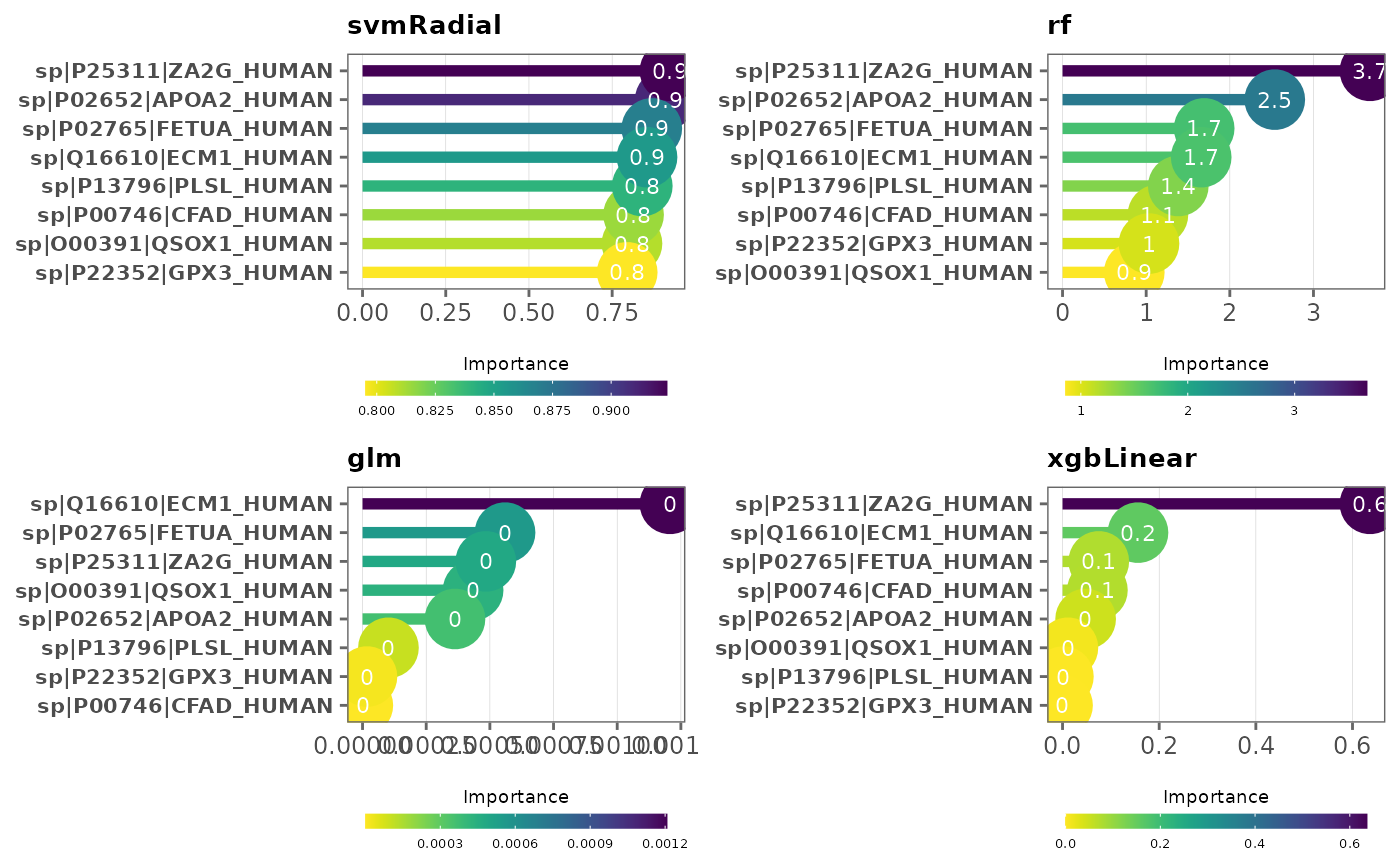 svmRadial
sp|P25311|ZA2G_HUMAN 0.9
sp|P02652|APOA2_HUMAN 0.9
sp|P02765|FETUA_HUMAN 0.9
sp|Q16610|ECM1_HUMAN 0.9
sp|P13796|PLSL_HUMAN 0.8
sp|P00746|CFAD_HUMAN 0.8
sp|O00391|QSOX1_HUMAN 0.8
sp|P22352|GPX3_HUMAN 0.8
0.00 0.25 0.50 0.75
Importance
0.800 0.825 0.850 0.875 0.900
rf
sp|P25311|ZA2G_HUMAN 3.7
sp|P02652|APOA2_HUMAN 2.5
sp|P02765|FETUA_HUMAN 1.7
sp|Q16610|ECM1_HUMAN 1.7
sp|P13796|PLSL_HUMAN 1.4
sp|P00746|CFAD_HUMAN 1.1
sp|P22352|GPX3_HUMAN 1
sp|O00391|QSOX1_HUMAN 0.9
0 1 2 3
Importance
1 2 3
glm
sp|Q16610|ECM1_HUMAN 0
sp|P02765|FETUA_HUMAN 0
sp|P25311|ZA2G_HUMAN 0
sp|O00391|QSOX1_HUMAN 0
sp|P02652|APOA2_HUMAN 0
sp|P13796|PLSL_HUMAN 0
sp|P22352|GPX3_HUMAN 0
sp|P00746|CFAD_HUMAN 0
Importance
0.0003 0.0006 0.0009 0.0012
xgbLinear
sp|P25311|ZA2G_HUMAN 0.6
sp|Q16610|ECM1_HUMAN 0.2
sp|P02765|FETUA_HUMAN 0.1
sp|P00746|CFAD_HUMAN 0.1
sp|P02652|APOA2_HUMAN 0
sp|O00391|QSOX1_HUMAN 0
sp|P13796|PLSL_HUMAN 0
sp|P22352|GPX3_HUMAN 0
0.0 0.2 0.4 0.6
Importance
0.0 0.2 0.4 0.6